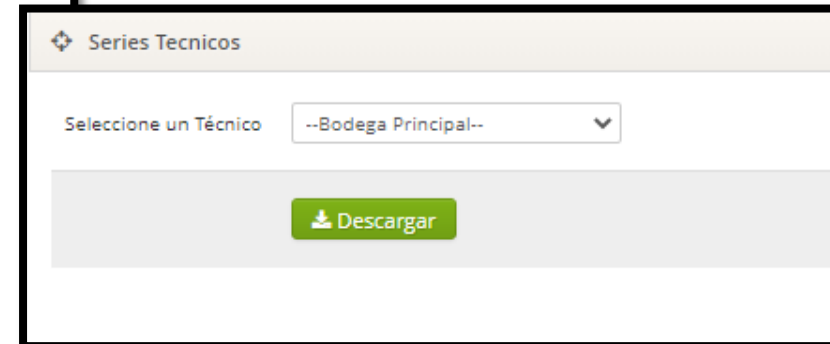 Series Tecnicos
Seleccione un Técnico --Bodega Principal--
Descargar